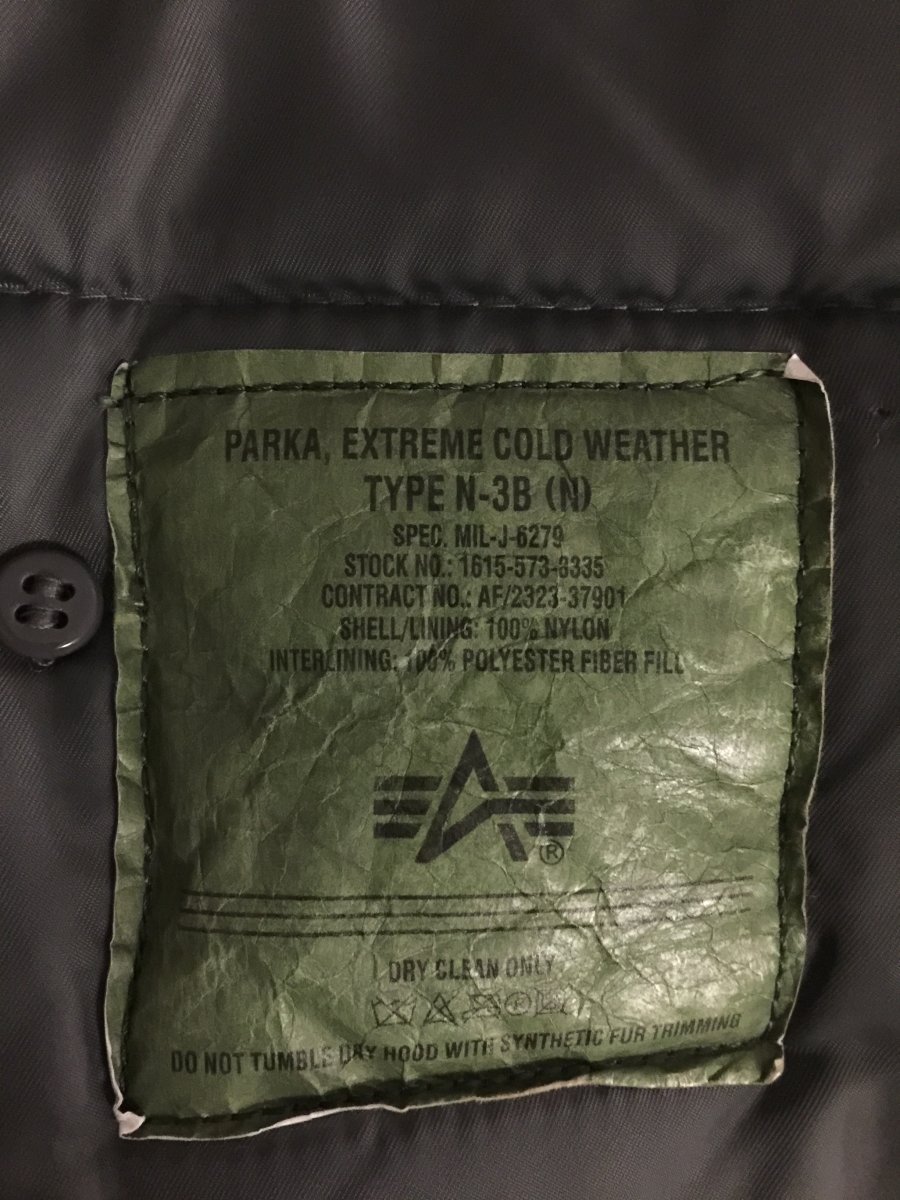 PARKA, EXTREME COLD WEATHER
TYPE N-3B (N)
SPEC. MIL-J-6279
STOCK NO.: 1615-573-8335
CONTRACT NO.: AF/2323-37901
SHELL/LINING: 100% NYLON
INTERLINING: 100% POLYESTER FIBER FILL
®
DRY CLEAN ONLY
DO NOT TUMBLE DRY HOOD WITH SYNTHETIC FUR TRIMMING